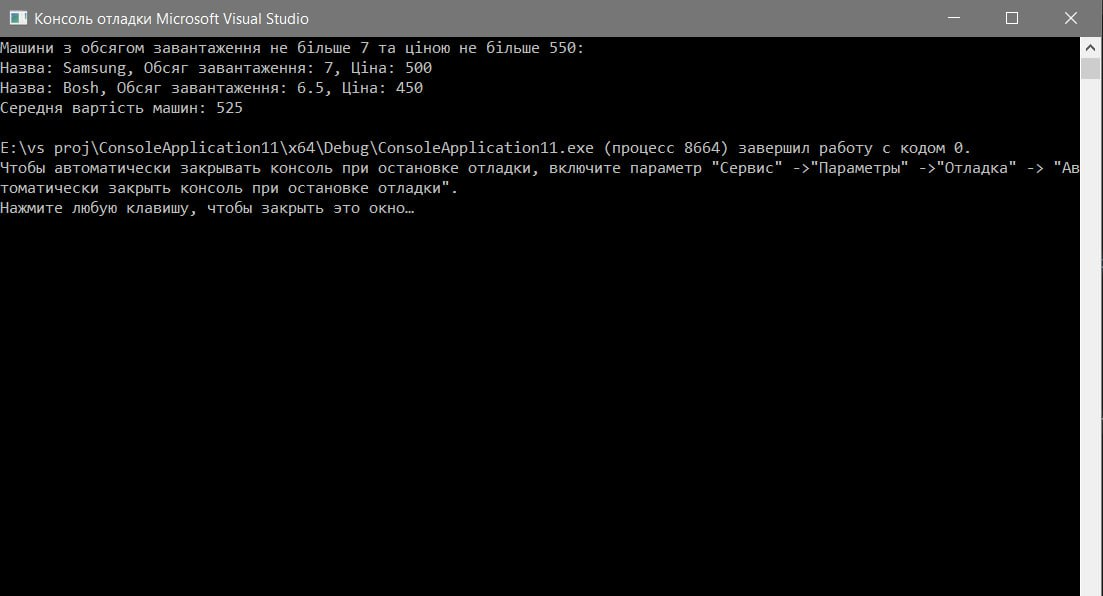 Консоль отладки Microsoft Visual Studio
Машини з обсягом завантаження не більше 7 та ціною не більше 550:
Назва: Samsung, Обсяг завантаження: 7, Ціна: 500
Назва: Bosh, Обсяг завантаження: 6.5, Ціна: 450
Середня вартість машин: 525
E:\vs proj\ConsoleApplication11\x64\Debug\ConsoleApplication11.exe (процесс 8664) завершил работу с кодом 0.
Чтобы автоматически закрывать консоль при остановке отладки, включите параметр "Сервис" ->"Параметры" ->"Отладка" -> "Ав
томатически закрыть консоль при остановке отладки".
Нажмите любую клавишу, чтобы закрыть это окно…